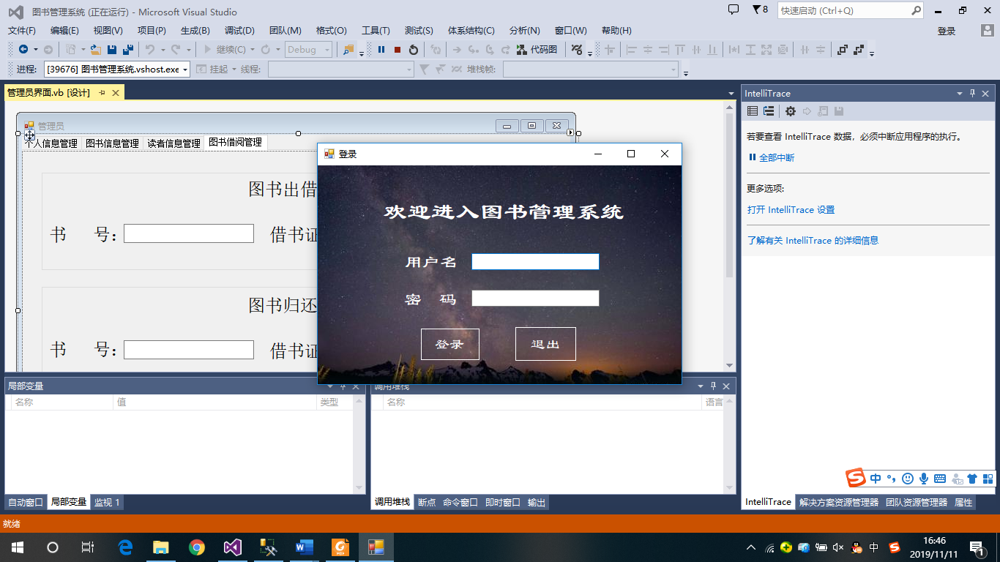 图书管理系统 (正在运行) - Microsoft Visual Studio
8
快速启动 (Ctrl+Q)
文件(F) 编辑(E) 视图(V) 项目(P) 生成(B) 调试(D) 团队(M) 格式(O) 工具(T) 测试(S) 体系结构(C) 分析(N) 窗口(W) 帮助(H)
登录
继续(C) Debug 代码图
进程: [39676] 图书管理系统.vshost.exe 挂起 线程: 堆栈帧:
管理员界面.vb [设计]
管理员
个人信息管理 图书信息管理 读者信息管理 图书借阅管理
图书出借
书 号: 借书证
图书归还
书 号: 借书证
登录
欢迎进入图书管理系统
用户名
密 码
登录 退出
IntelliTrace
若要查看 IntelliTrace 数据，必须中断应用程序的执行。
全部中断
更多选项:
打开 IntelliTrace 设置
了解有关 IntelliTrace 的详细信息
局部变量
名称 值 类型
调用堆栈
名称 语言
自动窗口 局部变量 监视 1
调用堆栈 断点 命令窗口 即时窗口 输出
中
IntelliTrace 解决方案资源管理器 团队资源管理器 属性
就绪
中
16:46
2019/11/11
1